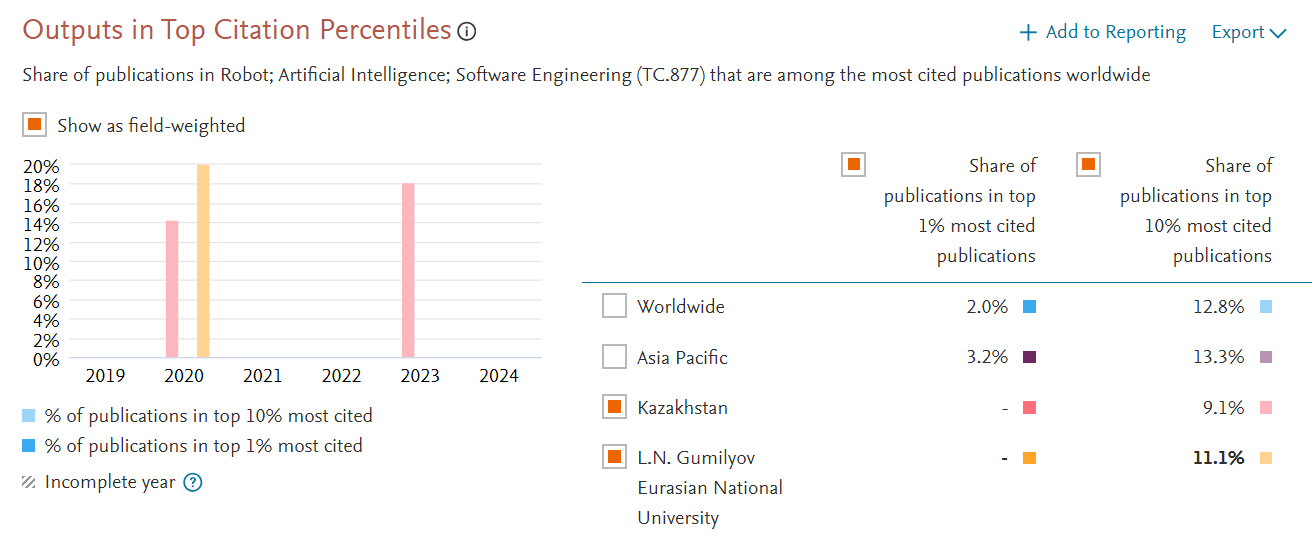 Outputs in Top Citation Percentiles
+ Add to Reporting
Export
Share of publications in Robot; Artificial Intelligence; Software Engineering (TC.877) that are among the most cited publications worldwide
Show as field-weighted
20%
18%
16%
14%
12%
10%
8%
6%
4%
2%
0%
2019 2020 2021 2022 2023 2024
% of publications in top 10% most cited
% of publications in top 1% most cited
Incomplete year ?
Share of
publications in top
1% most cited
publications
Share of
publications in top
10% most cited
publications
Worldwide 2.0% 12.8%
Asia Pacific 3.2% 13.3%
Kazakhstan - 9.1%
L.N. Gumilyov - 11.1%
Eurasian National
University